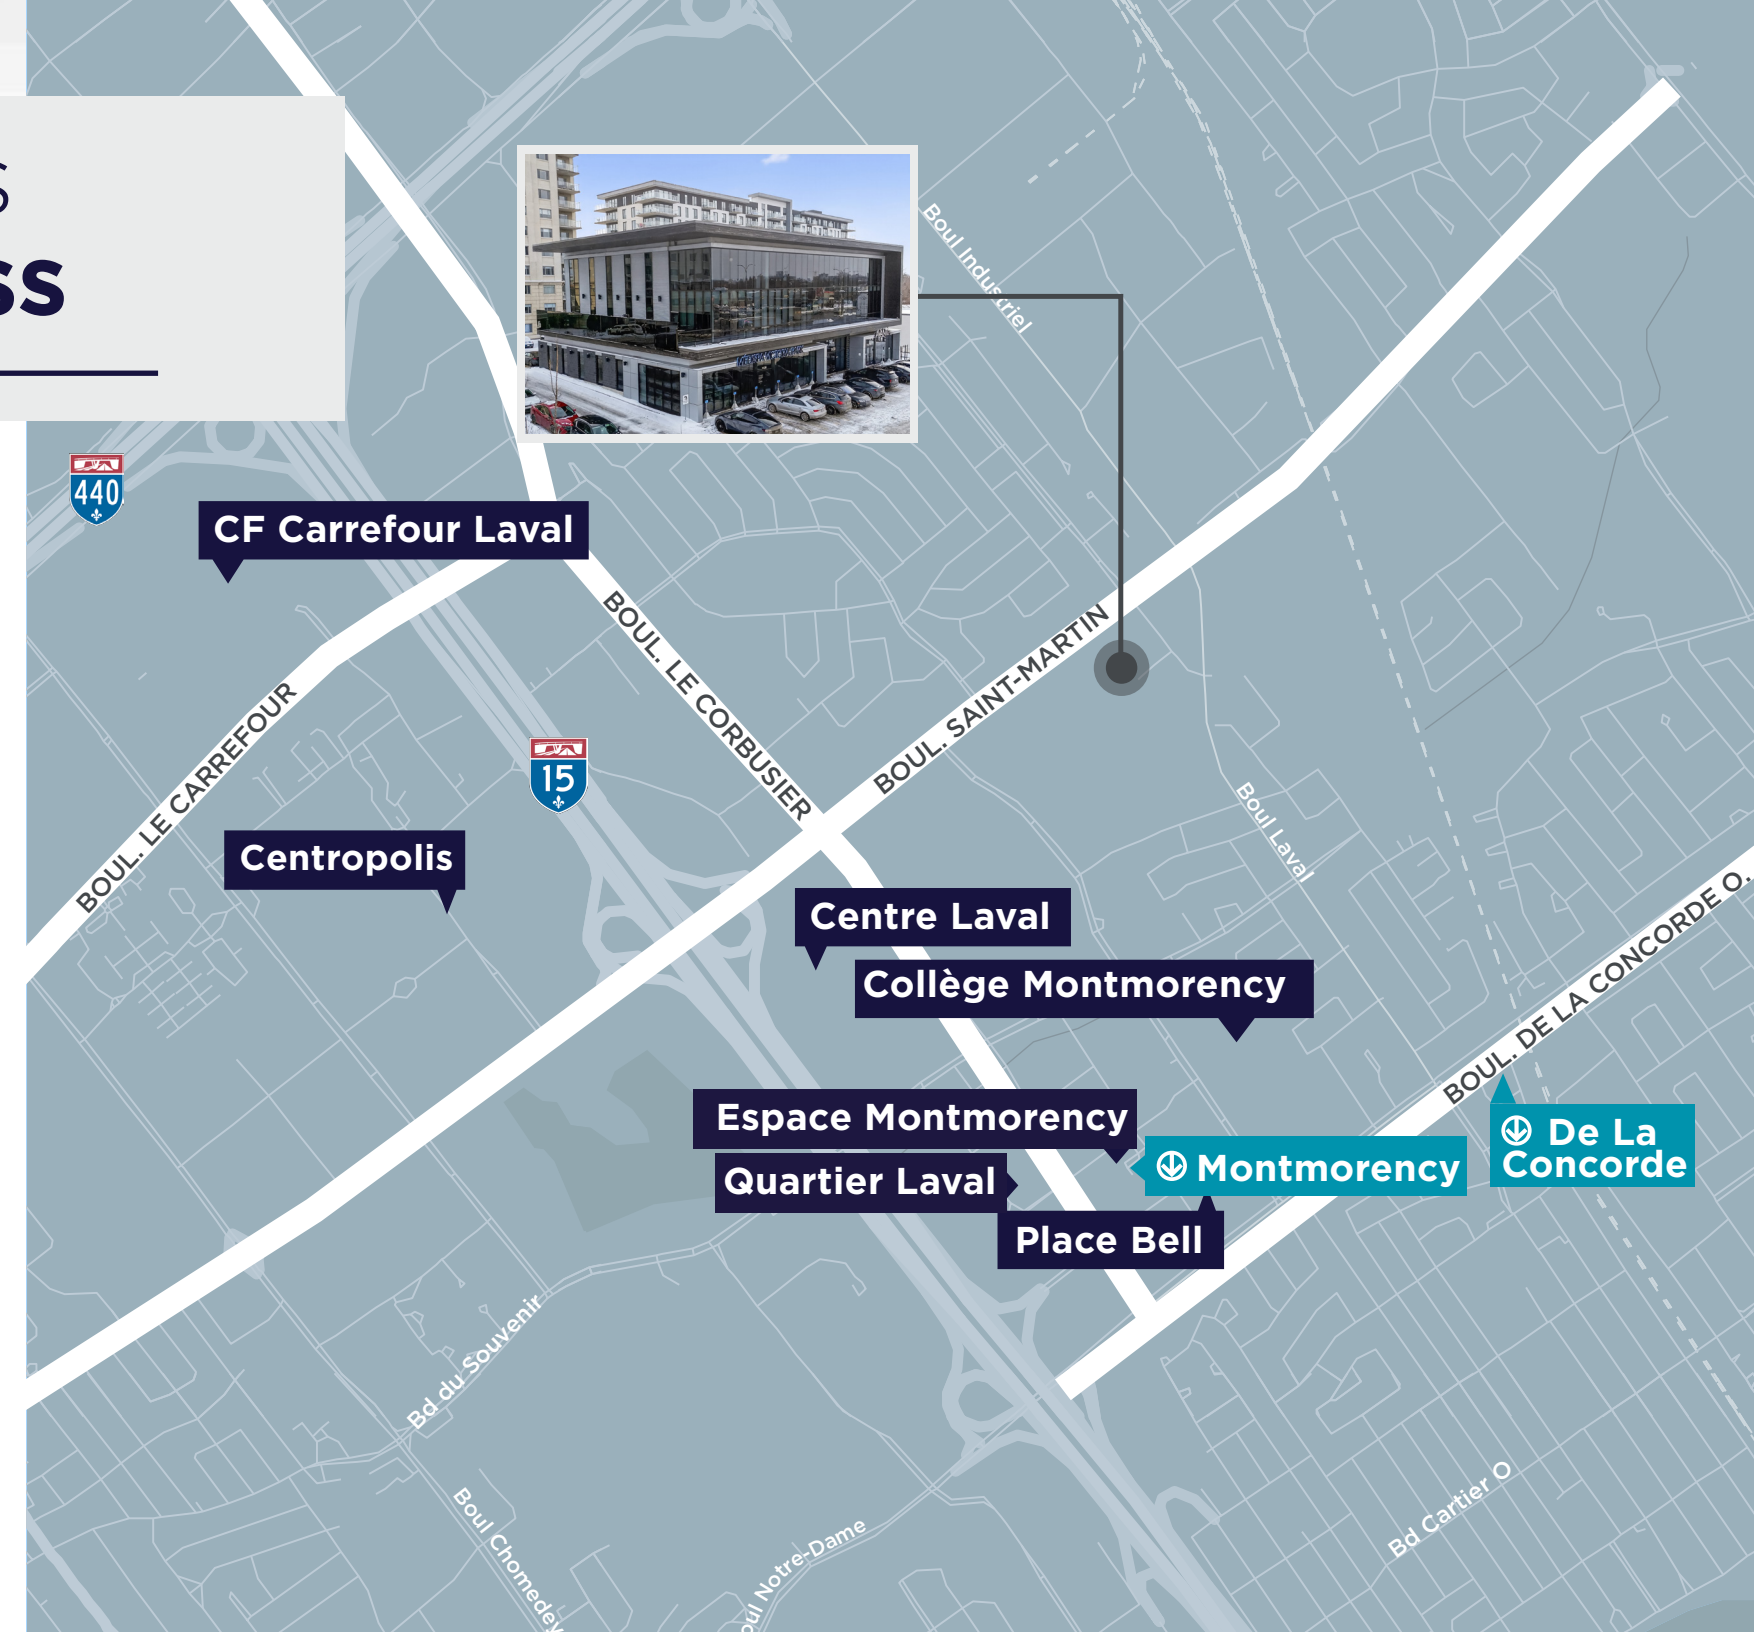 S
ss
Boul Industriel
440
CF Carrefour Laval
BOUL. LE CORBUSIER
BOUL. SAINT-MARTIN
BOUL. LE CARREFOUR
15
Boul Laval
Centropolis
BOUL. DE LA CONCORDE O.
Centre Laval
Collège Montmorency
Espace Montmorency
De La
Concorde
Montmorency
Quartier Laval
Place Bell
Bd du Souvenir
Boul Chomedey
oul Notre-Dame
Bd Cartier O